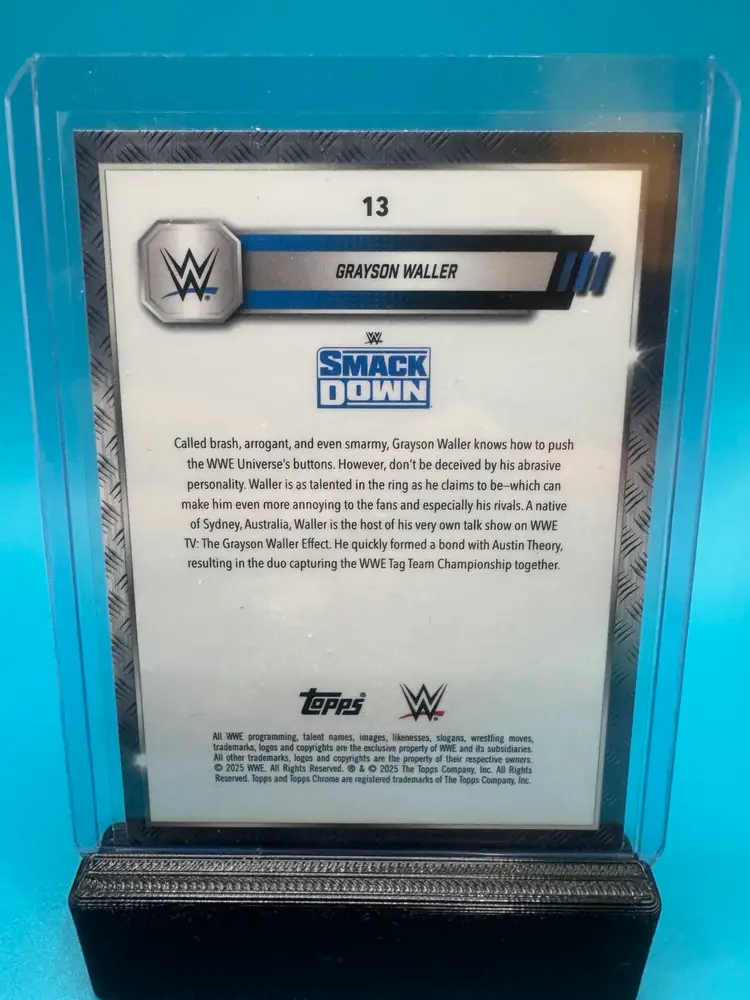 13
W
GRAYSON WALLER
W
SMACK
DOWN
Called brash, arrogant, and even smarmy, Grayson Waller knows how to push
the WWE Universe's buttons. However, don't be deceived by his abrasive
personality. Waller is as talented in the ring as he claims to be—which can
make him even more annoying to the fans and especially his rivals. A native
of Sydney, Australia, Waller is the host of his very own talk show on WWE
TV: The Grayson Waller Effect. He quickly formed a bond with Austin Theory,
resulting in the duo capturing the WWE Tag Team Championship together.
Topps® W
All WWE programming, talent names, images, likenesses, slogans, wrestling moves,
trademarks, logos and copyrights are the exclusive property of WWE and its subsidiaries.
All other trademarks, logos and copyrights are the property of their respective owners.
© 2025 WWE. All Rights Reserved. ® & © 2025 The Topps Company, Inc. All Rights
Reserved. Topps and Topps Chrome are registered trademarks of The Topps Company, Inc.